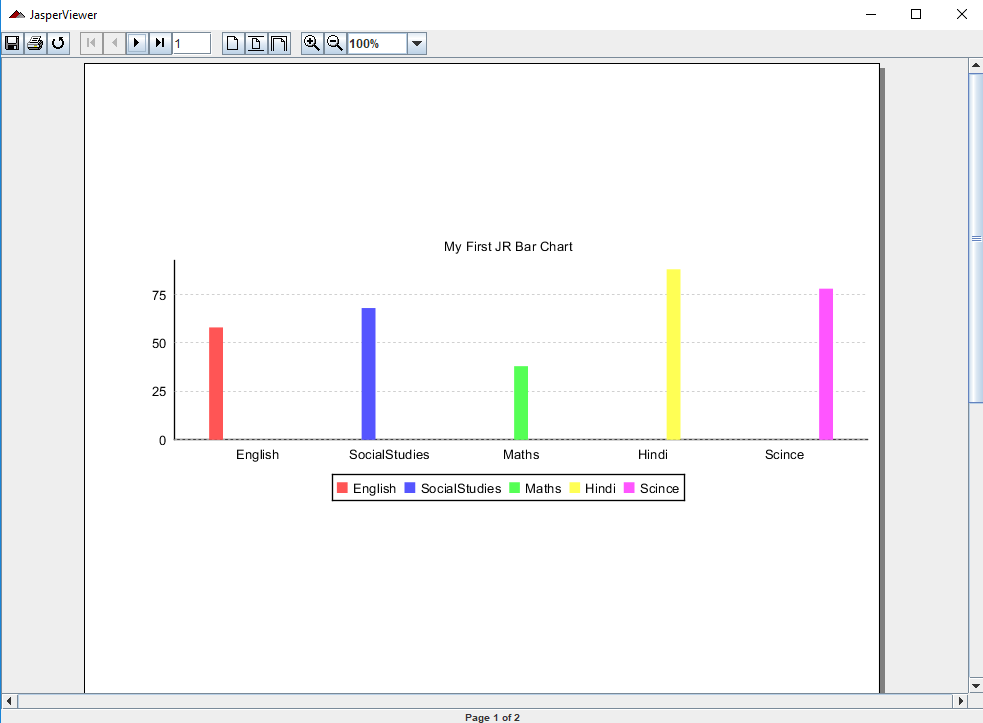 JasperViewer
1
100%
My First JR Bar Chart
75
50
25
0
English SocialStudies Maths Hindi Scince
English SocialStudies Maths Hindi Scince
Page 1 of 2